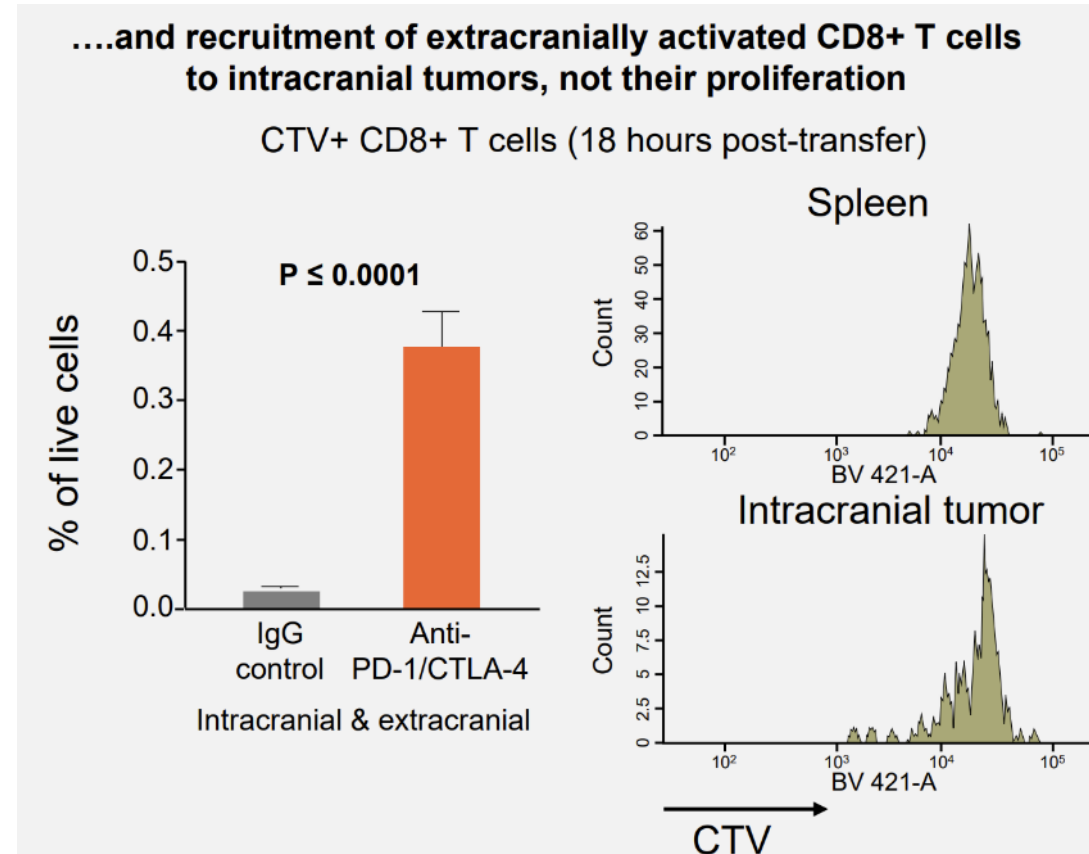 ....and recruitment of extracranially activated CD8+ T cells
to intracranial tumors, not their proliferation
CTV+ CD8+ T cells (18 hours post-transfer)
% of live cells
0.5
0.4
0.3
0.2
0.1
0.0
P ≤ 0.0001
IgG
control
Anti-
PD-1/CTLA-4
Intracranial & extracranial
Spleen
Count
60
50
40
30
20
10
0
10² 10³ 10⁴ 10⁵
BV 421-A
Intracranial tumor
Count
12.5
10
7.5
5
2.5
0
10² 10³ 10⁴ 10⁵
BV 421-A
CTV